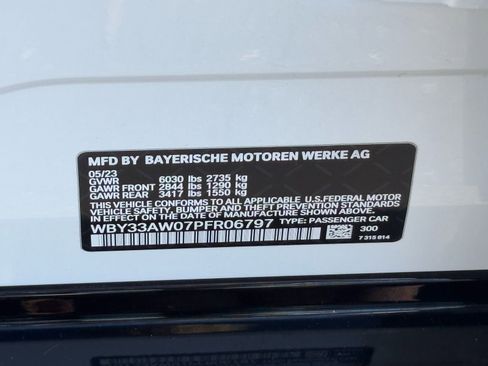 MFD BY BAYERISCHE MOTOREN WERKE AG
05/23
GVWR 6030 lbs 2735 kg
GAWR FRONT 2844 lbs 1290 kg
GAWR REAR 3417 lbs 1550 kg
THIS VEHICLE CONFORMS TO ALL APPLICABLE U.S. FEDERAL MOTOR
VEHICLE SAFETY, BUMPER, AND THEFT PREVENTION STANDARDS
IN EFFECT ON THE DATE OF MANUFACTURE SHOWN ABOVE.
WBY33AW07PFR06797 TYPE: PASSENGER CAR
300
7 315 814